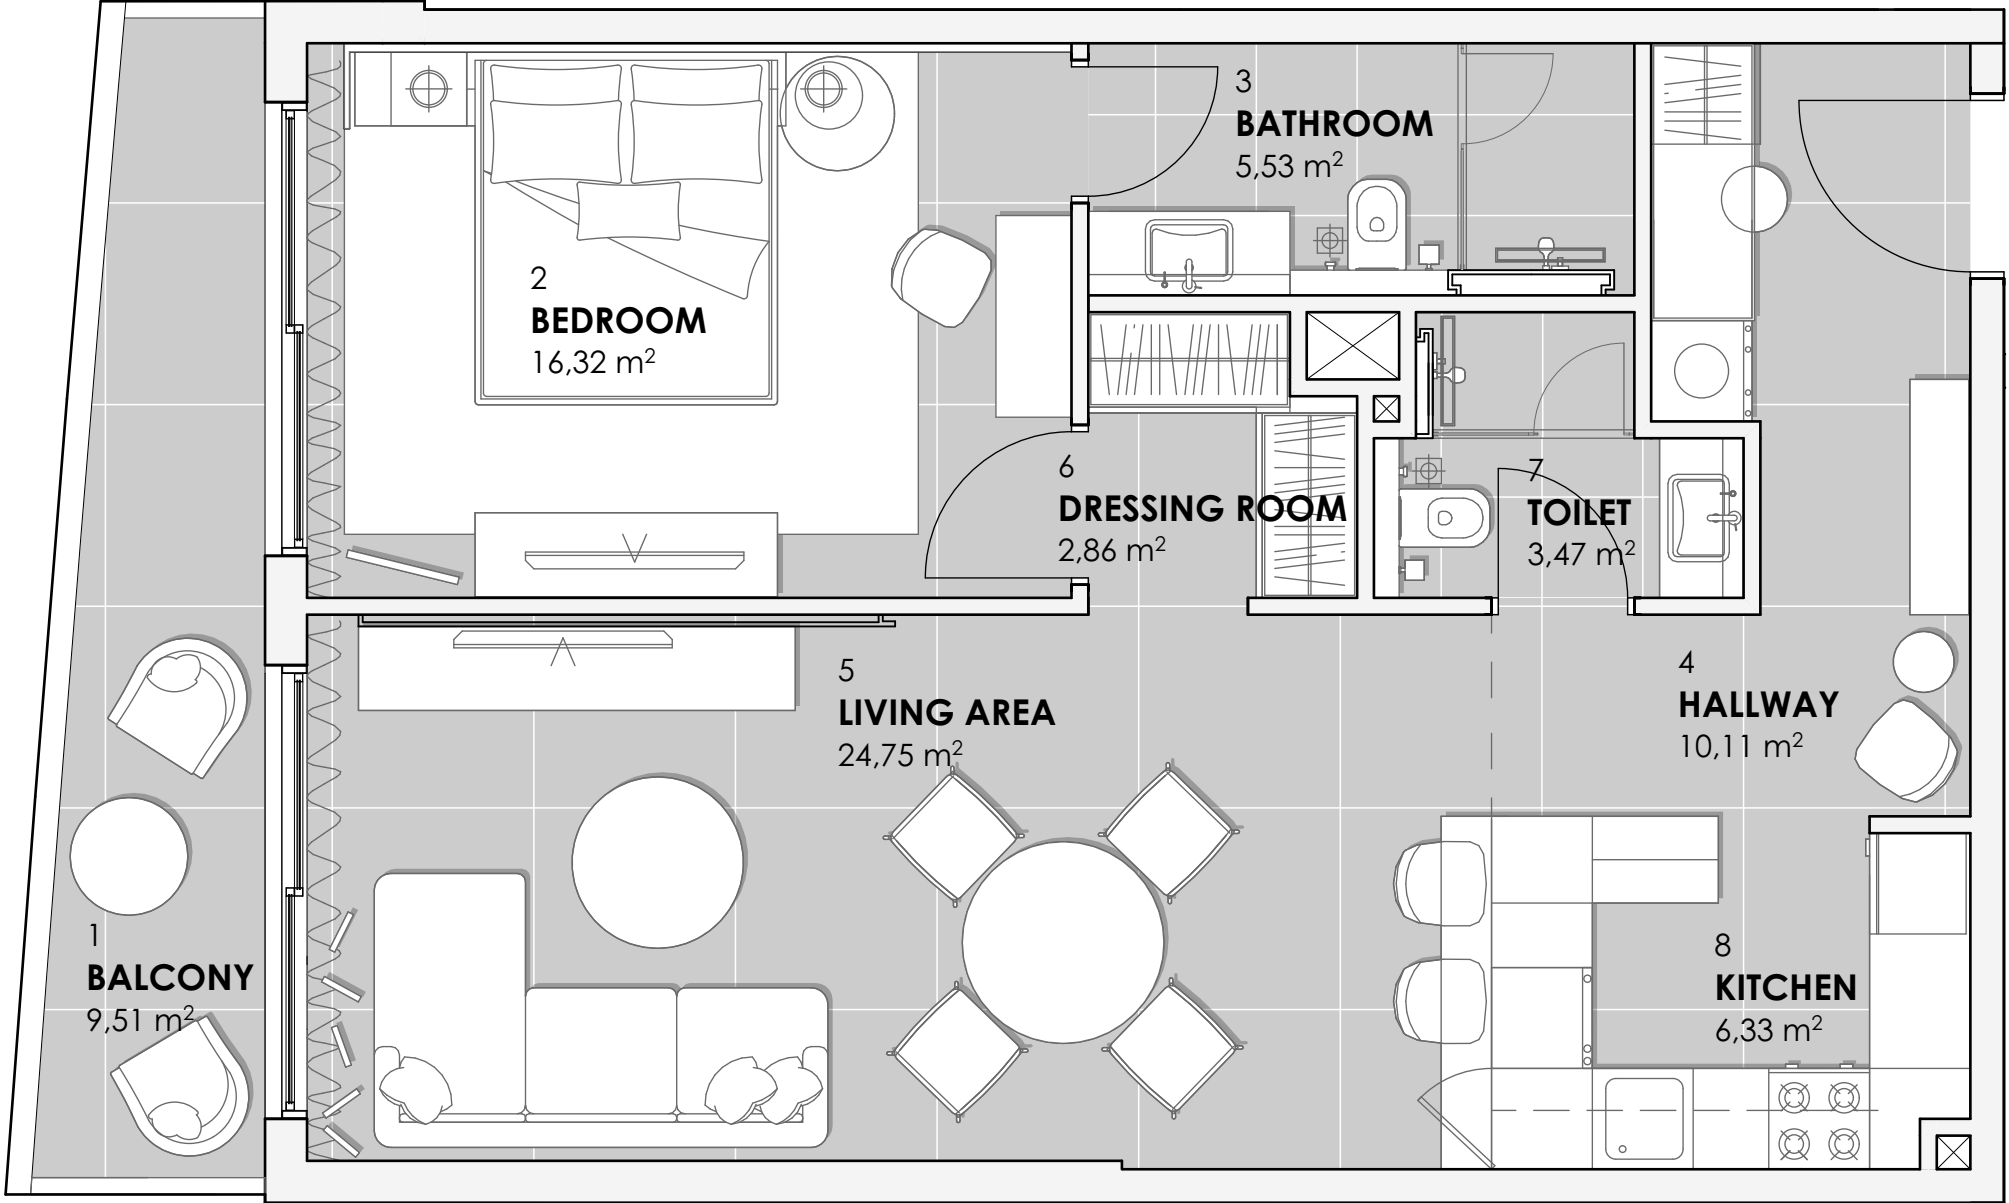 3
BATHROOM
5,53 m²
2
BEDROOM
16,32 m²
6
DRESSING ROOM
2,86 m²
7
TOILET
3,47 m²
5
LIVING AREA
24,75 m²
4
HALLWAY
10,11 m²
1
BALCONY
9,51 m²
8
KITCHEN
6,33 m²